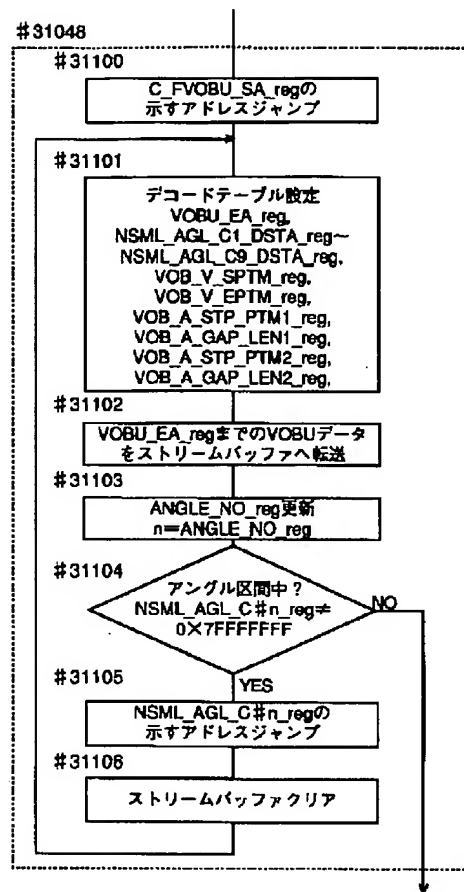 #31048
#31100
C_FVOBU_SA_regの
示すアドレスジャンプ
#31101
デコードテーブル設定
VOBU_EA_reg,
NSML_AGL_C1_DSTA_reg～
NSML_AGL_C9_DSTA_reg,
VOB_V_SPTM_reg,
VOB_V_EPTM_reg,
VOB_A_STP_PTM1_reg,
VOB_A_GAP_LEN1_reg,
VOB_A_STP_PTM2_reg,
VOB_A_GAP_LEN2_reg,
#31102
VOBU_EA_regまでのVOBUデータ
をストリームバッファへ転送
#31103
ANGLE_NO_reg更新
n＝ANGLE_NO_reg
#31104
アングル区間中？
NSML_AGL_C#n_reg≠
0×7FFFFFFF
NO
YES
#31105
NSML_AGL_C#n_regの
示すアドレスジャンプ
#31106
ストリームバッファクリア